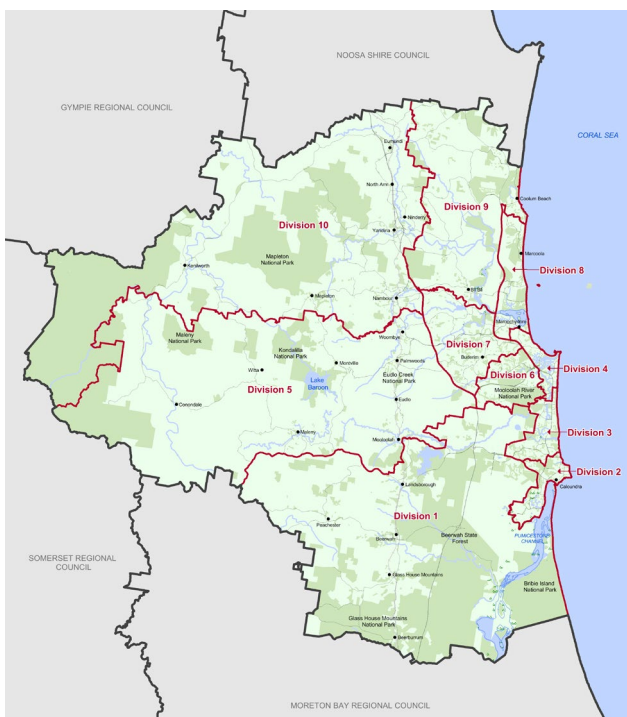 NOOSA SHIRE COUNCIL
GYMPIE REGIONAL COUNCIL
CORAL SEA
Eumundi
North Arm
Division 9
Coolum Beach
Ninderry
Division 10
Yandina
Mapleton
National Park
Marcoola
Division 8
Kenilworth
Bli Bli
Mapleton
Nambour
Maroochydore
Maleny
National Park
Woombye
Division 7
Kondalilla
National Park
Buderim
Montville
Palmwoods
Division 4
Witta
Eudlo Creek
National Park
Division 6
Division 5
Lake
Baroon
Mooloolah River
National Park
Eudlo
Conondale
Maleny
Division 3
Mooloolah
Division 2
Caloundra
Landsborough
Division 1
Peachester
Beerwah State
Forest
Beerwah
PUMICESTONE
CHANNEL
SOMERSET REGIONAL
COUNCIL
Glass House Mountains
Bribie Island
National Park
Glass House Mountains
National Park
Beerburrum
MORETON BAY REGIONAL COUNCIL